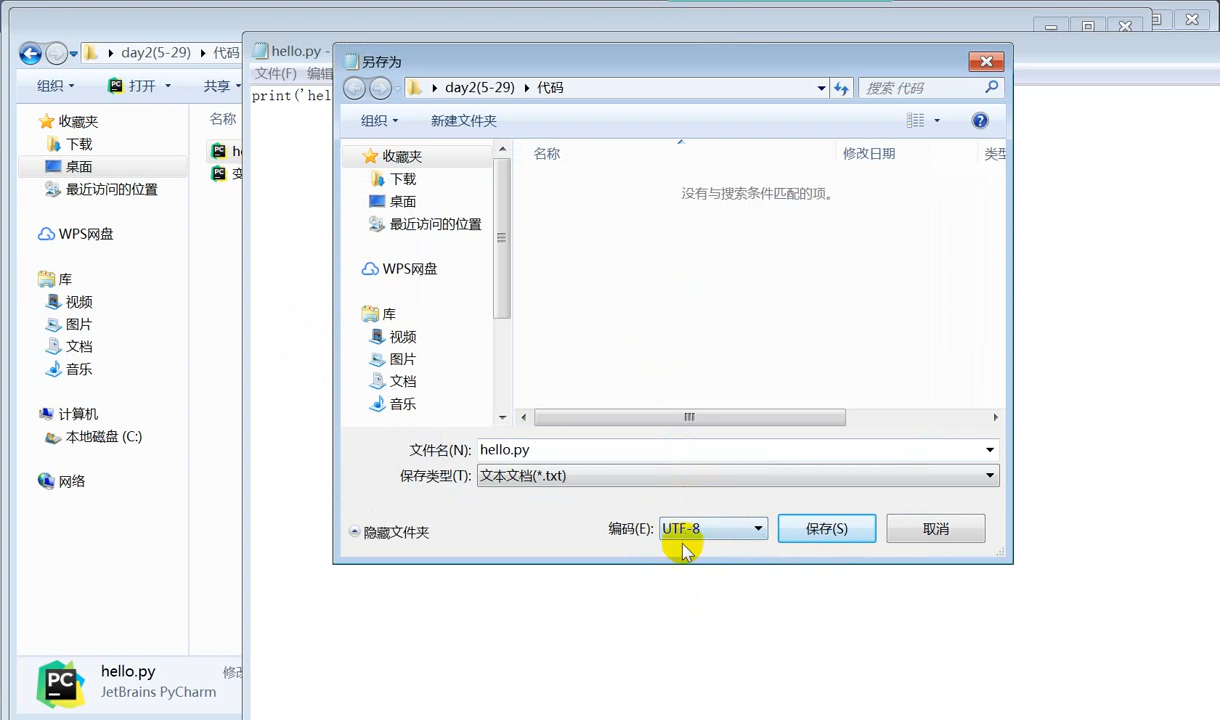 day2(5-29) 代码
组织 打开 共享
名称
收藏夹
下载
桌面
最近访问的位置
WPS网盘
库
视频
图片
文档
音乐
计算机
本地磁盘 (C:)
网络
hello.py
JetBrains PyCharm
PC
hello.py -
文件(F) 编辑
print('hel
另存为
day2(5-29) 代码
搜索 代码
组织 新建文件夹
收藏夹
下载
桌面
最近访问的位置
WPS网盘
库
视频
图片
文档
音乐
名称 修改日期 类型
没有与搜索条件匹配的项。
文件名(N): hello.py
保存类型(T): 文本文档(*.txt)
隐藏文件夹
编码(E): UTF-8 保存(S) 取消